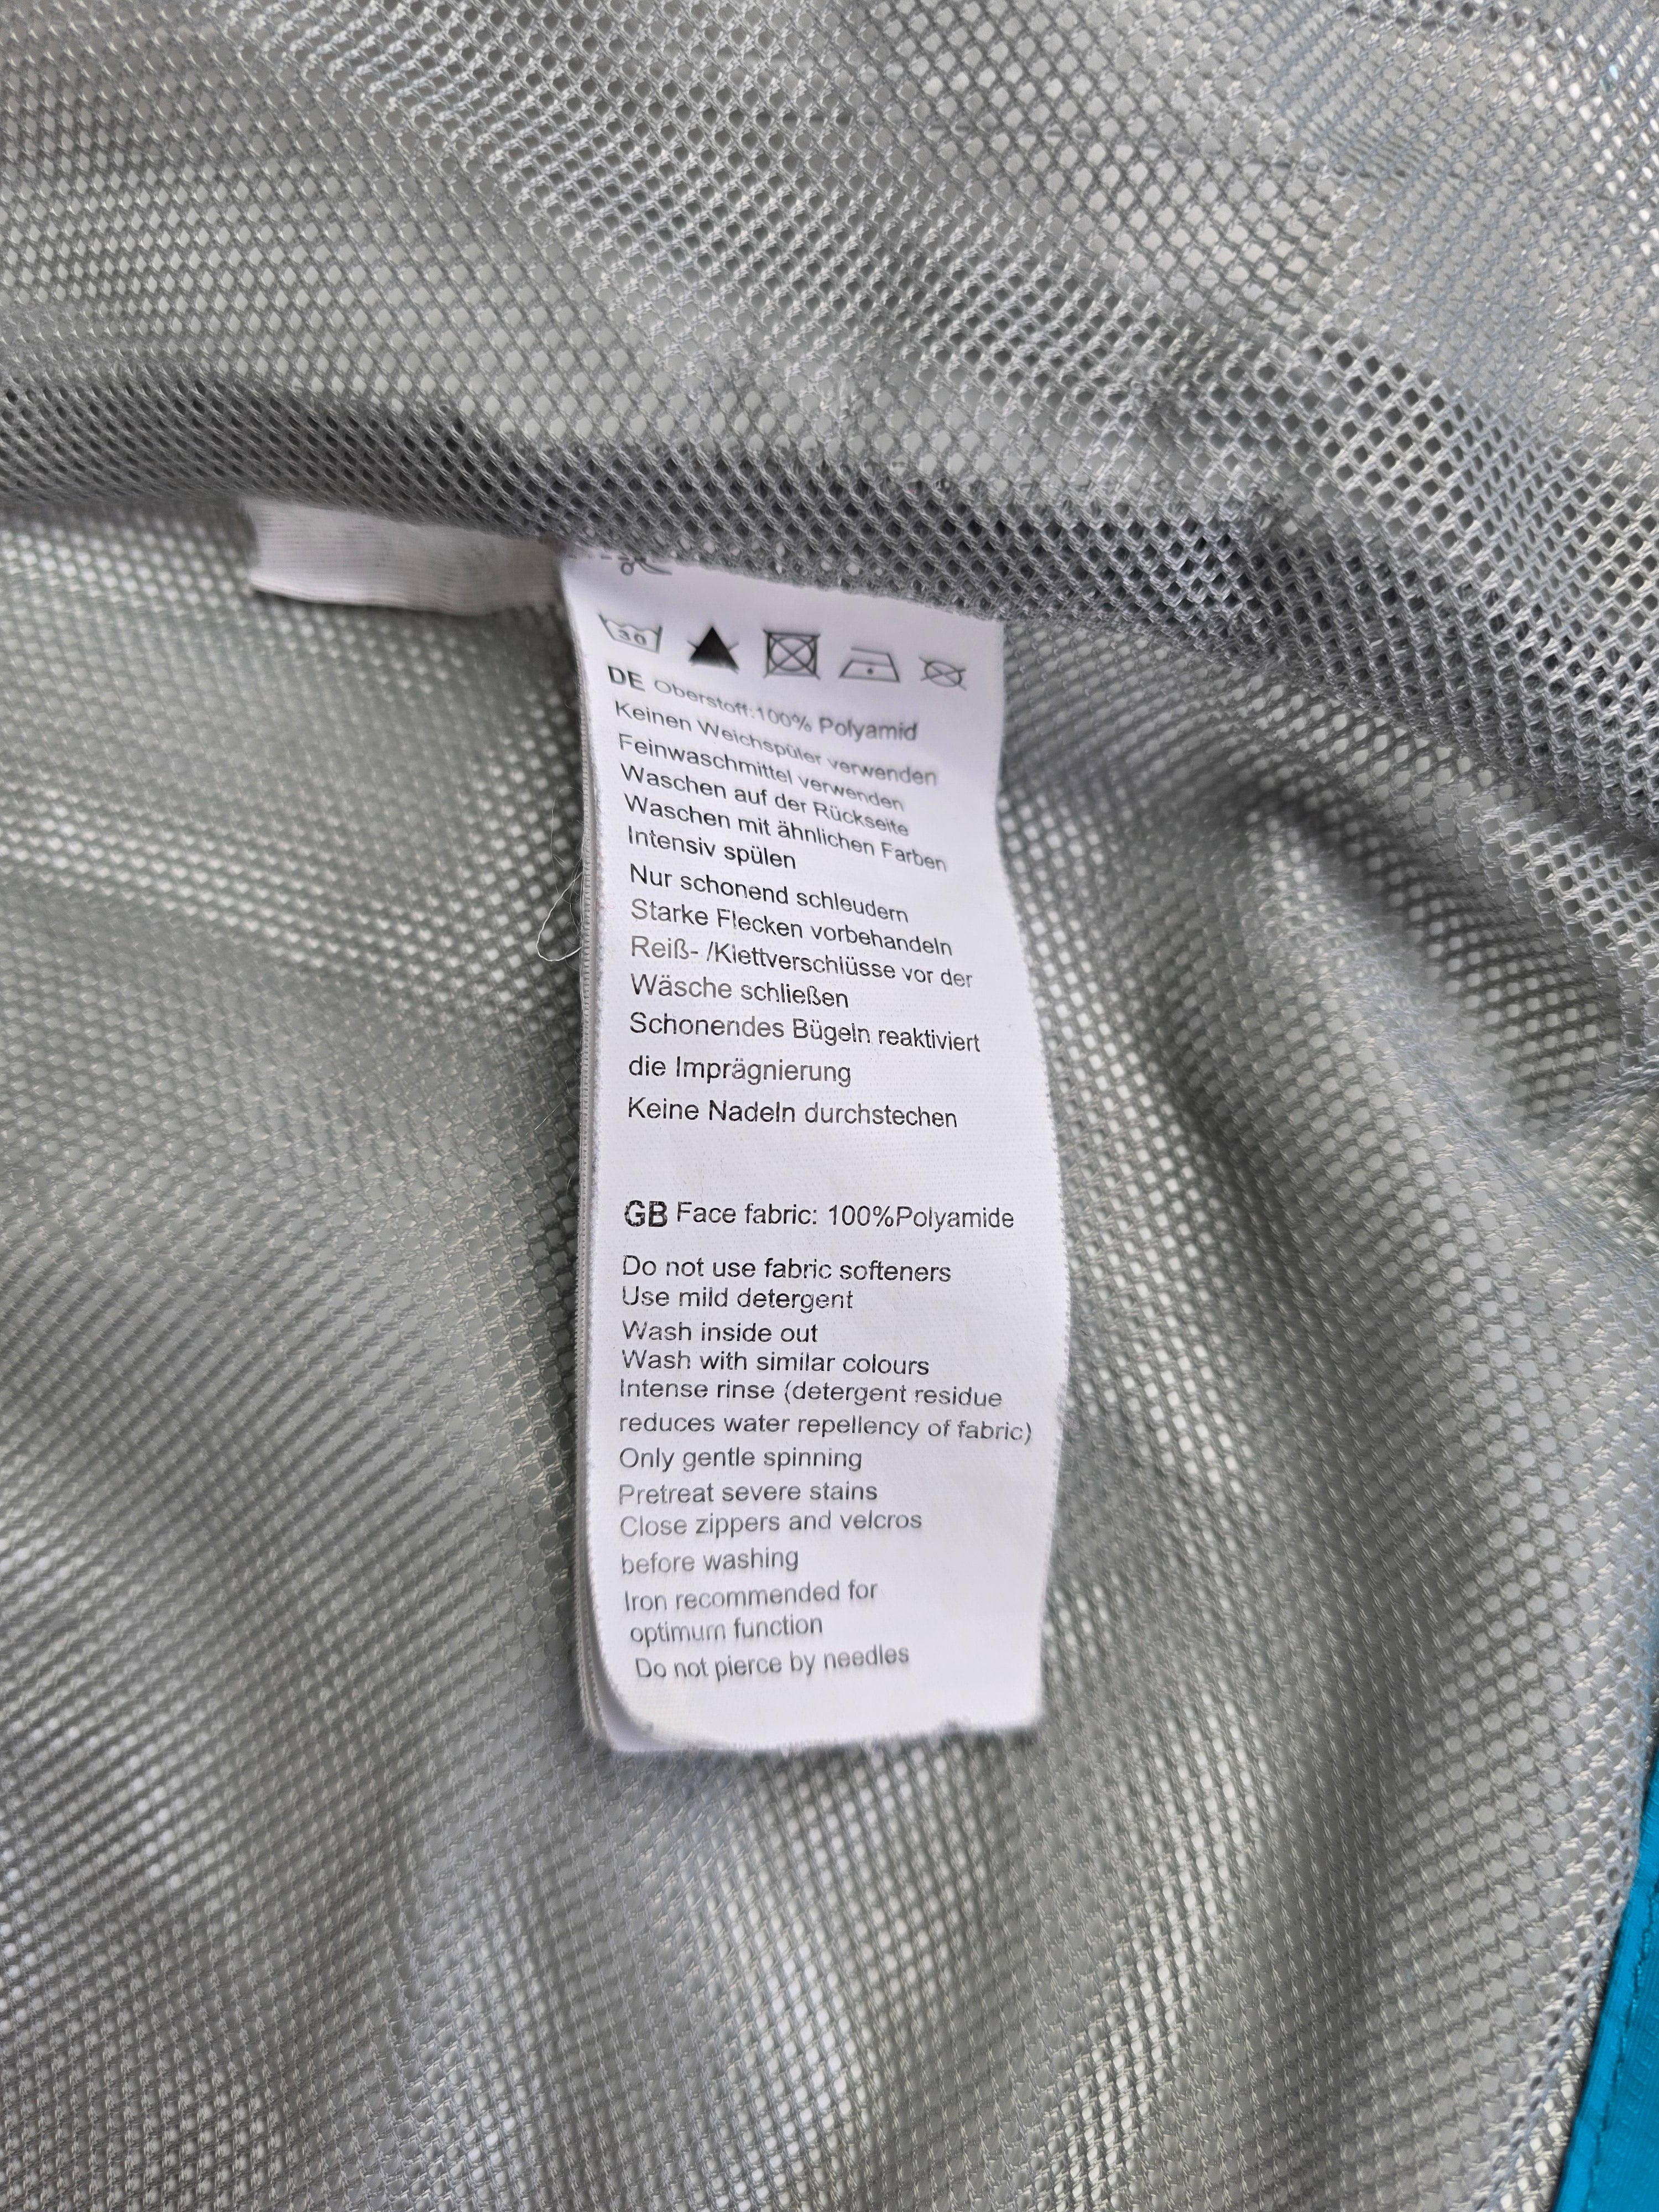 30
DE Oberstoff:100% Polyamid
Keinen Weichspüler verwenden
Feinwaschmittel verwenden
Waschen auf der Rückseite
Waschen mit ähnlichen Farben
Intensiv spülen
Nur schonend schleudern
Starke Flecken vorbehandeln
Reiß- /Klettverschlüsse vor der
Wäsche schließen
Schonendes Bügeln reaktiviert
die Imprägnierung
Keine Nadeln durchstechen
GB Face fabric: 100%Polyamide
Do not use fabric softeners
Use mild detergent
Wash inside out
Wash with similar colours
Intense rinse (detergent residue
reduces water repellency of fabric)
Only gentle spinning
Pretreat severe stains
Close zippers and velcros
before washing
Iron recommended for
optimum function
Do not pierce by needles